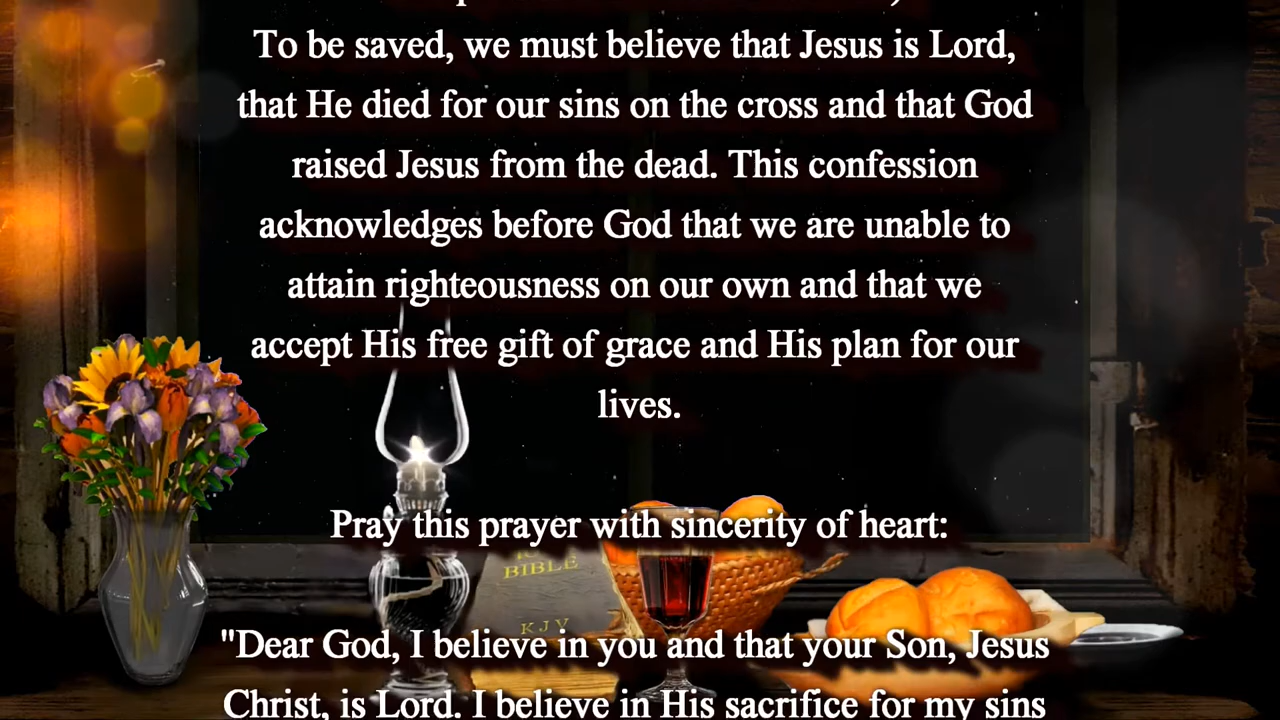 To be saved, we must believe that Jesus is Lord,
that He died for our sins on the cross and that God
raised Jesus from the dead. This confession
acknowledges before God that we are unable to
attain righteousness on our own and that we
accept His free gift of grace and His plan for our
lives.
Pray this prayer with sincerity of heart:
BIBLE
KJV
"Dear God, I believe in you and that your Son, Jesus
Christ, is Lord. I believe in His sacrifice for my sins